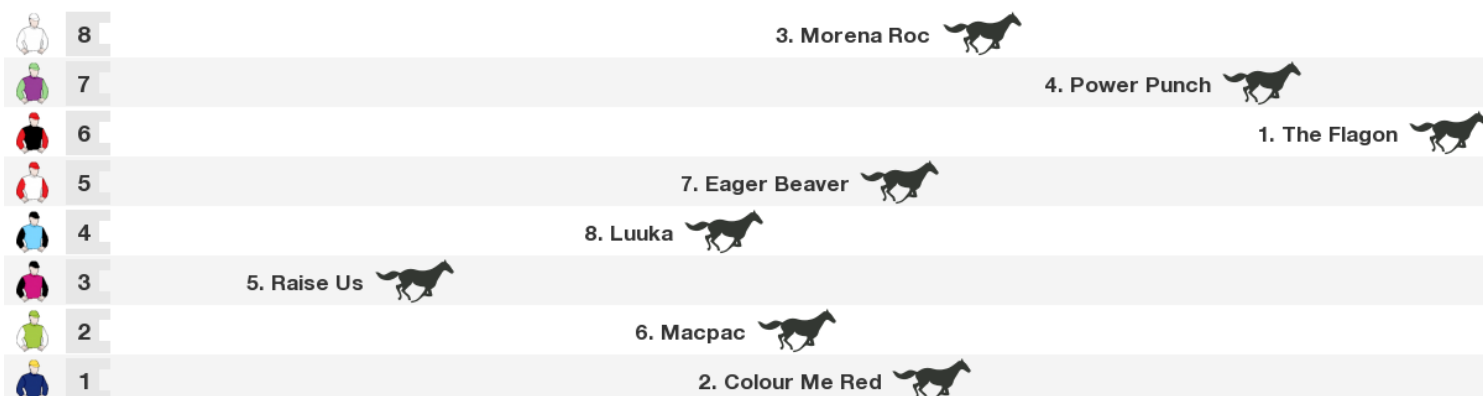 8 3. Morena Roc
7 4. Power Punch
6 1. The Flagon
5 7. Eager Beaver
4 8. Luuka
3 5. Raise Us
2 6. Macpac
1 2. Colour Me Red